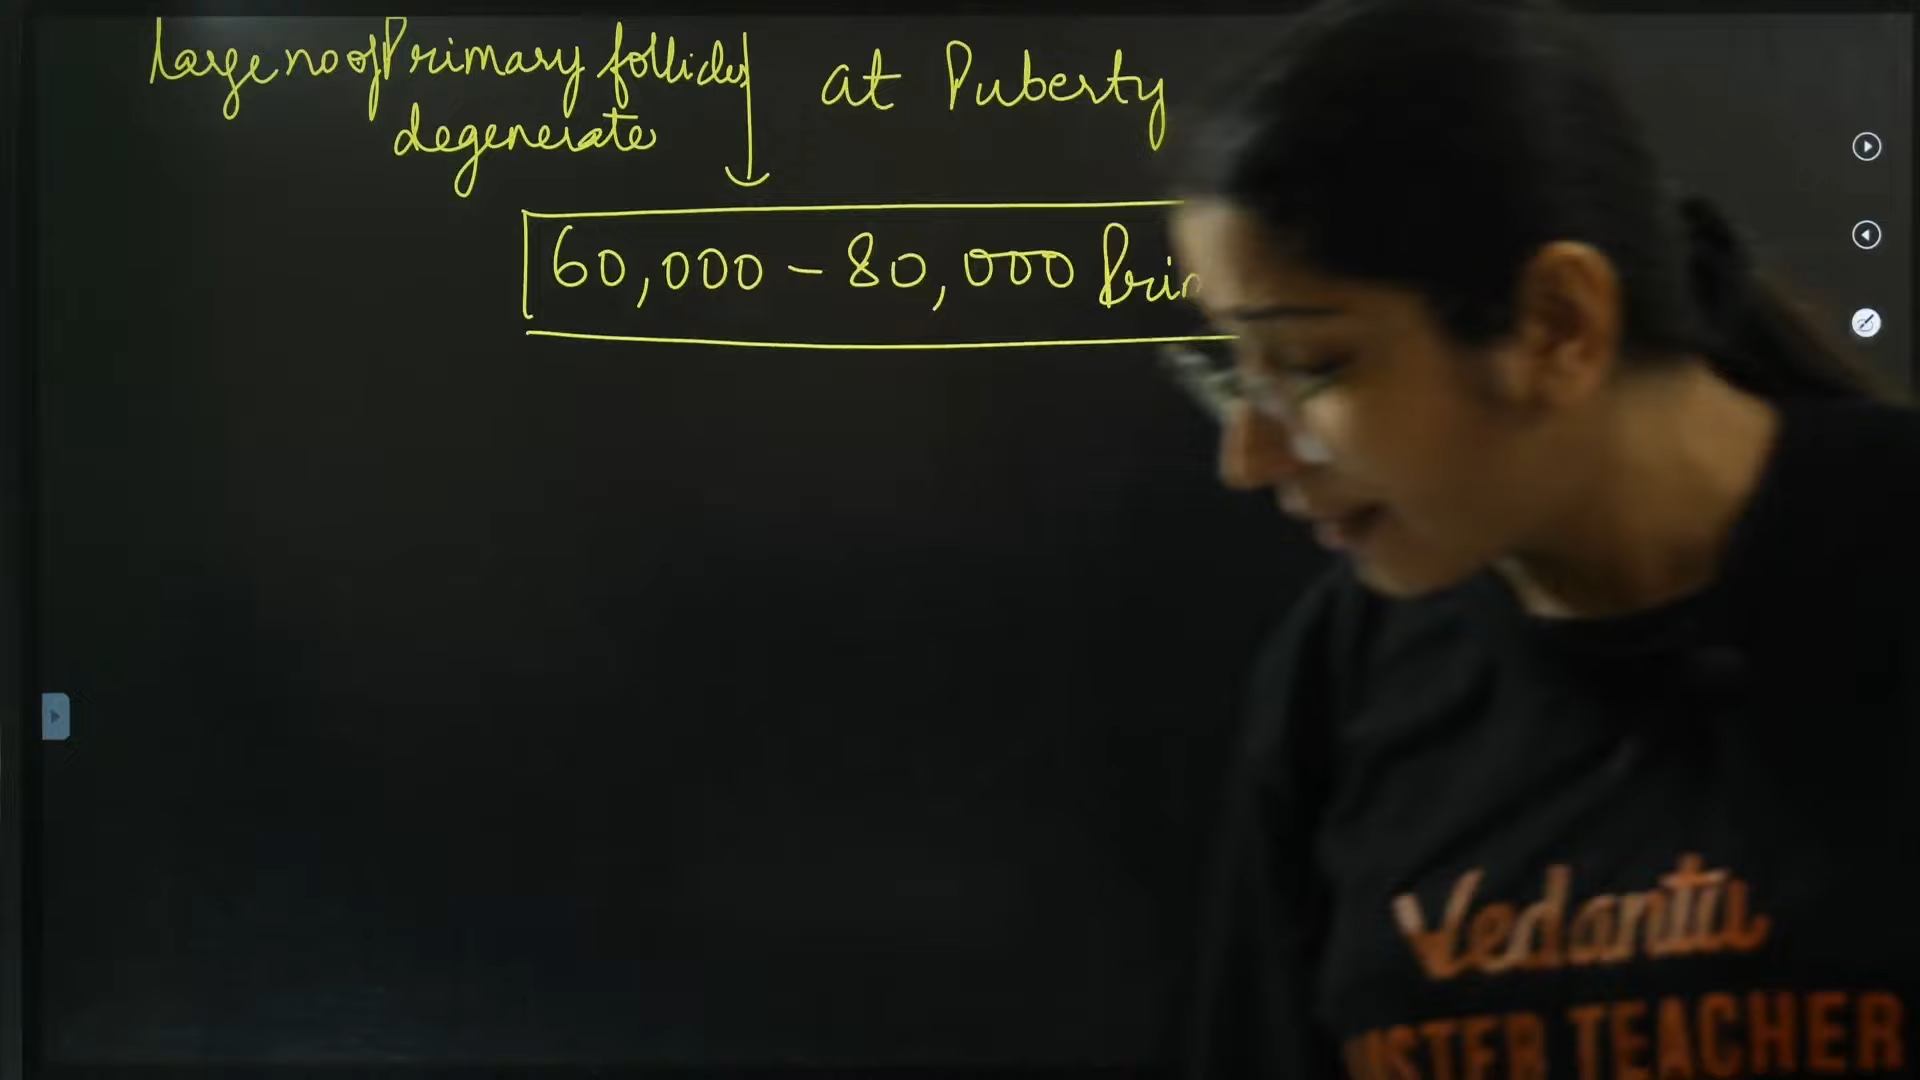 Large no of Primary follicles at Puberty
degenerate
60,000 - 80,000
Vedantu
TEACHER